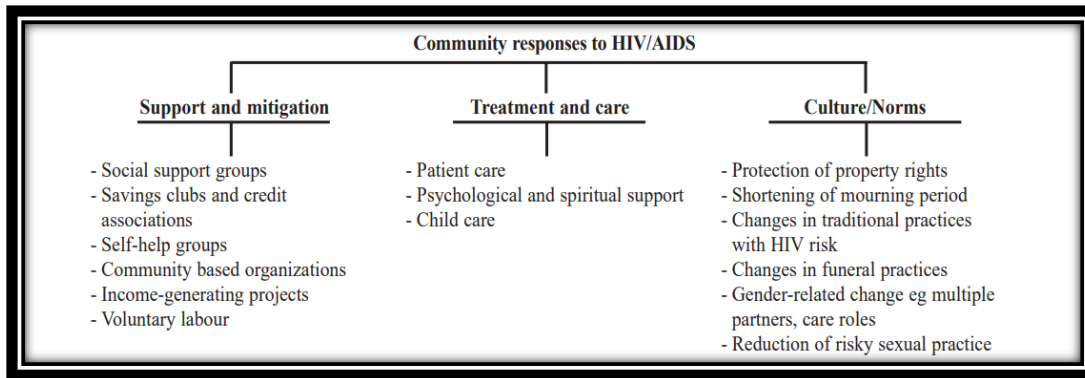 Community responses to HIV/AIDS
Support and mitigation
- Social support groups
- Savings clubs and credit
associations
- Self-help groups
- Community based organizations
- Income-generating projects
- Voluntary labour
Treatment and care
- Patient care
- Psychological and spiritual support
- Child care
Culture/Norms
- Protection of property rights
- Shortening of mourning period
- Changes in traditional practices
with HIV risk
- Changes in funeral practices
- Gender-related change eg multiple
partners, care roles
- Reduction of risky sexual practice